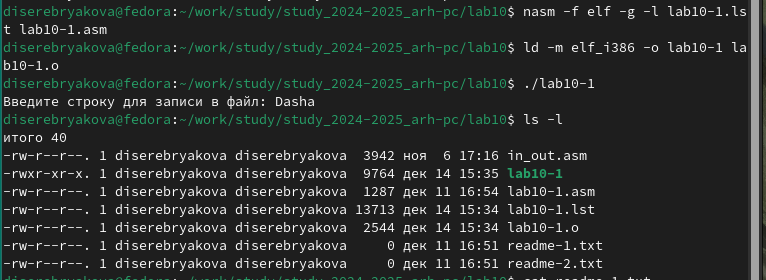 diserebryakova@fedora:~/work/study/study_2024-2025_arh-pc/lab10$ nasm -f elf -g -l lab10-1.ls
t lab10-1.asm
diserebryakova@fedora:~/work/study/study_2024-2025_arh-pc/lab10$ ld -m elf_i386 -o lab10-1 la
b10-1.o
diserebryakova@fedora:~/work/study/study_2024-2025_arh-pc/lab10$ ./lab10-1
Введите строку для записи в файл: Dasha
diserebryakova@fedora:~/work/study/study_2024-2025_arh-pc/lab10$ ls -l
итого 40
-rw-r--r--. 1 diserebryakova diserebryakova  3942 ноя  6 17:16 in_out.asm
-rwxr-xr-x. 1 diserebryakova diserebryakova  9764 дек 14 15:35 lab10-1
-rw-r--r--. 1 diserebryakova diserebryakova  1287 дек 11 16:54 lab10-1.asm
-rw-r--r--. 1 diserebryakova diserebryakova 13713 дек 14 15:34 lab10-1.lst
-rw-r--r--. 1 diserebryakova diserebryakova  2544 дек 14 15:34 lab10-1.o
-rw-r--r--. 1 diserebryakova diserebryakova     0 дек 11 16:51 readme-1.txt
-rw-r--r--. 1 diserebryakova diserebryakova     0 дек 11 16:51 readme-2.txt